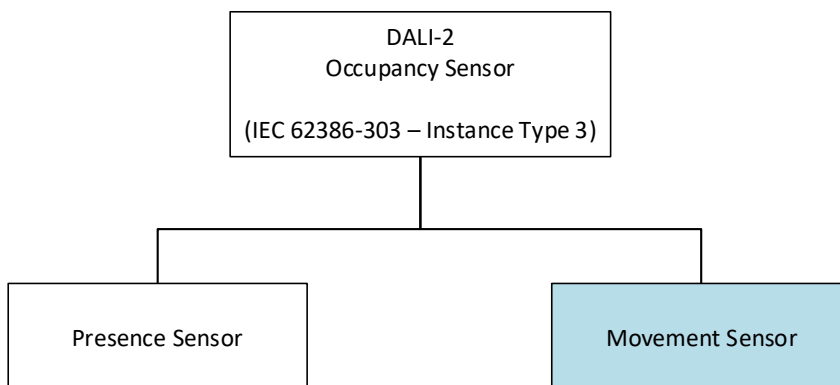 DALI-2
Occupancy Sensor
(IEC 62386-303 – Instance Type 3)
Presence Sensor
Movement Sensor